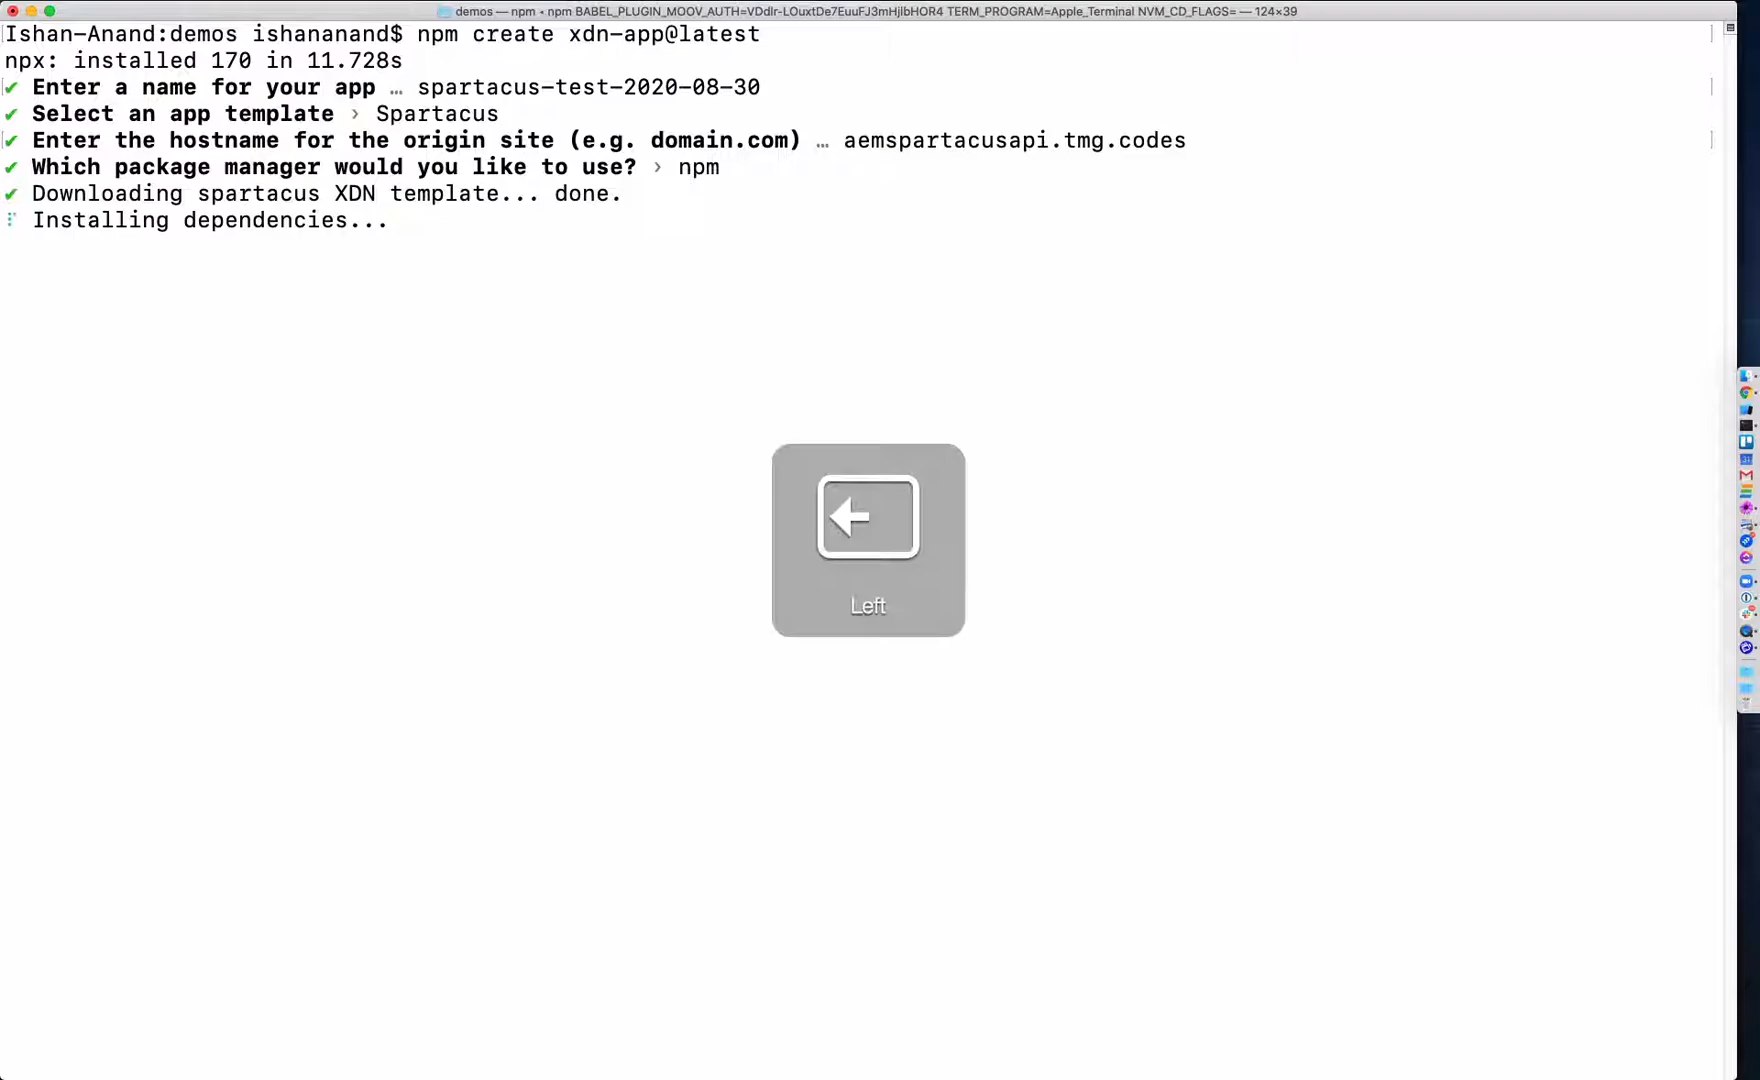 demos — npm ◂ npm BABEL_PLUGIN_MOOV_AUTH=VDdlr-LOuxtDe7EuuFJ3mHjlbHOR4 TERM_PROGRAM=Apple_Terminal NVM_CD_FLAGS= — 124×39
Ishan-Anand:demos ishananand$ npm create xdn-app@latest
npx: installed 170 in 11.728s
✔ Enter a name for your app … spartacus-test-2020-08-30
✔ Select an app template › Spartacus
✔ Enter the hostname for the origin site (e.g. domain.com) … aemspartacusapi.tmg.codes
✔ Which package manager would you like to use? › npm
✔ Downloading spartacus XDN template... done.
Installing dependencies...
Left